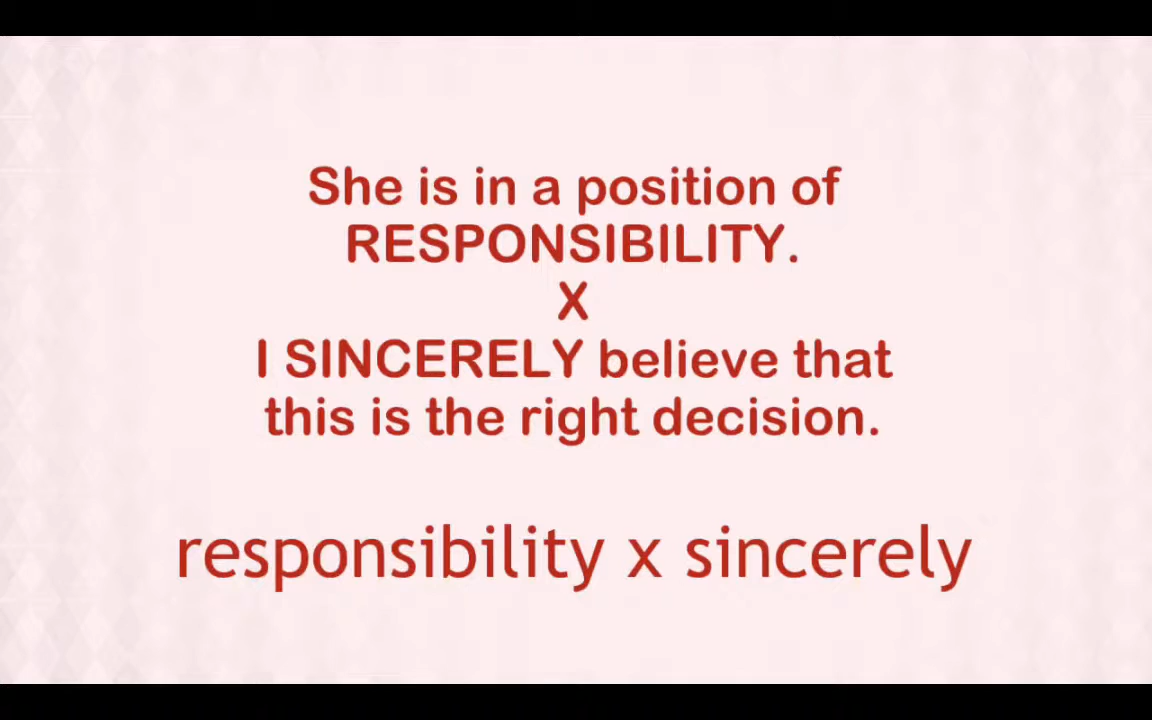 She is in a position of
RESPONSIBILITY.
X
I SINCERELY believe that
this is the right decision.
responsibility x sincerely